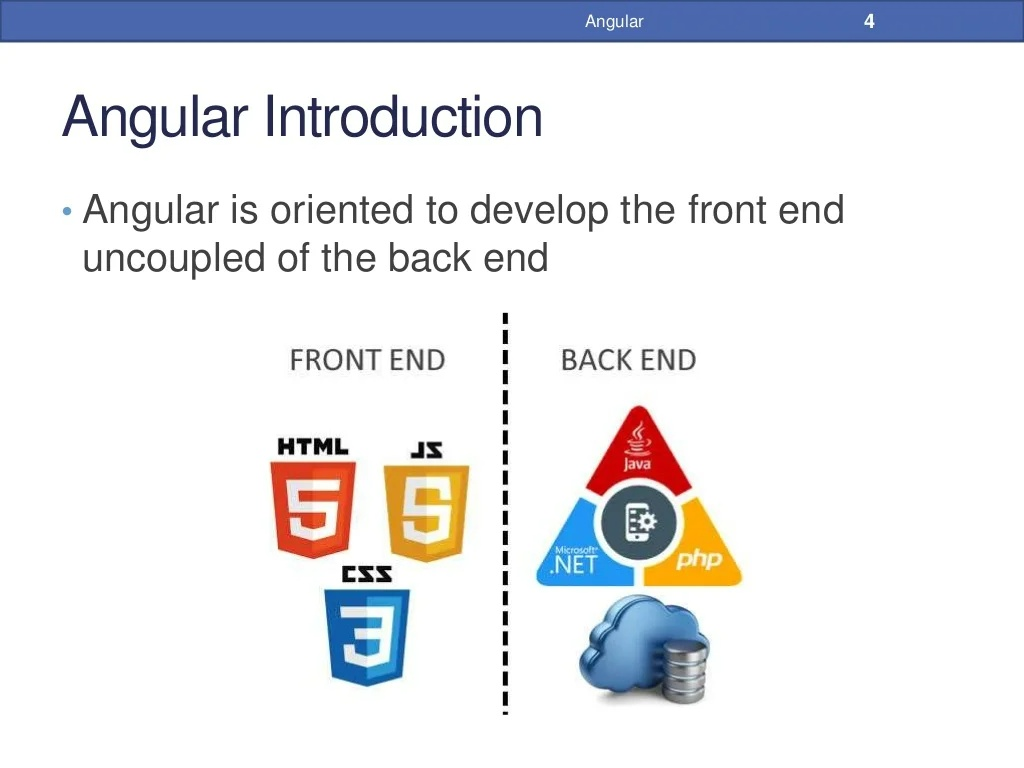 Angular 4
Angular Introduction
• Angular is oriented to develop the front end
uncoupled of the back end
FRONT END BACK END
HTML JS
5
Java
Microsoft
.NET
php
CSS
3